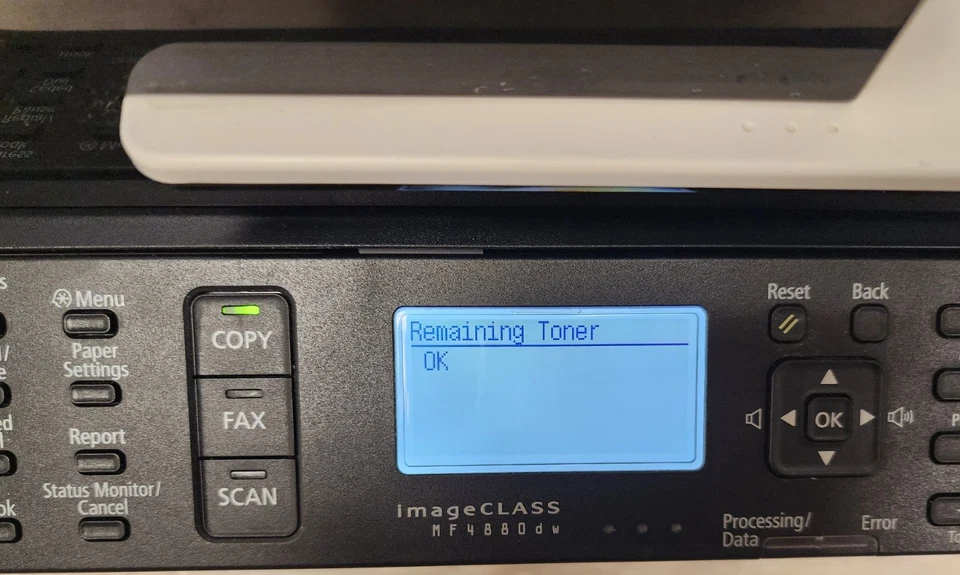 Menu
Paper
Settings
Report
Status Monitor/
Cancel
COPY
FAX
SCAN
Remaining Toner
OK
imageCLASS
MF4880dw
Reset
Back
OK
Processing/
Data
Error